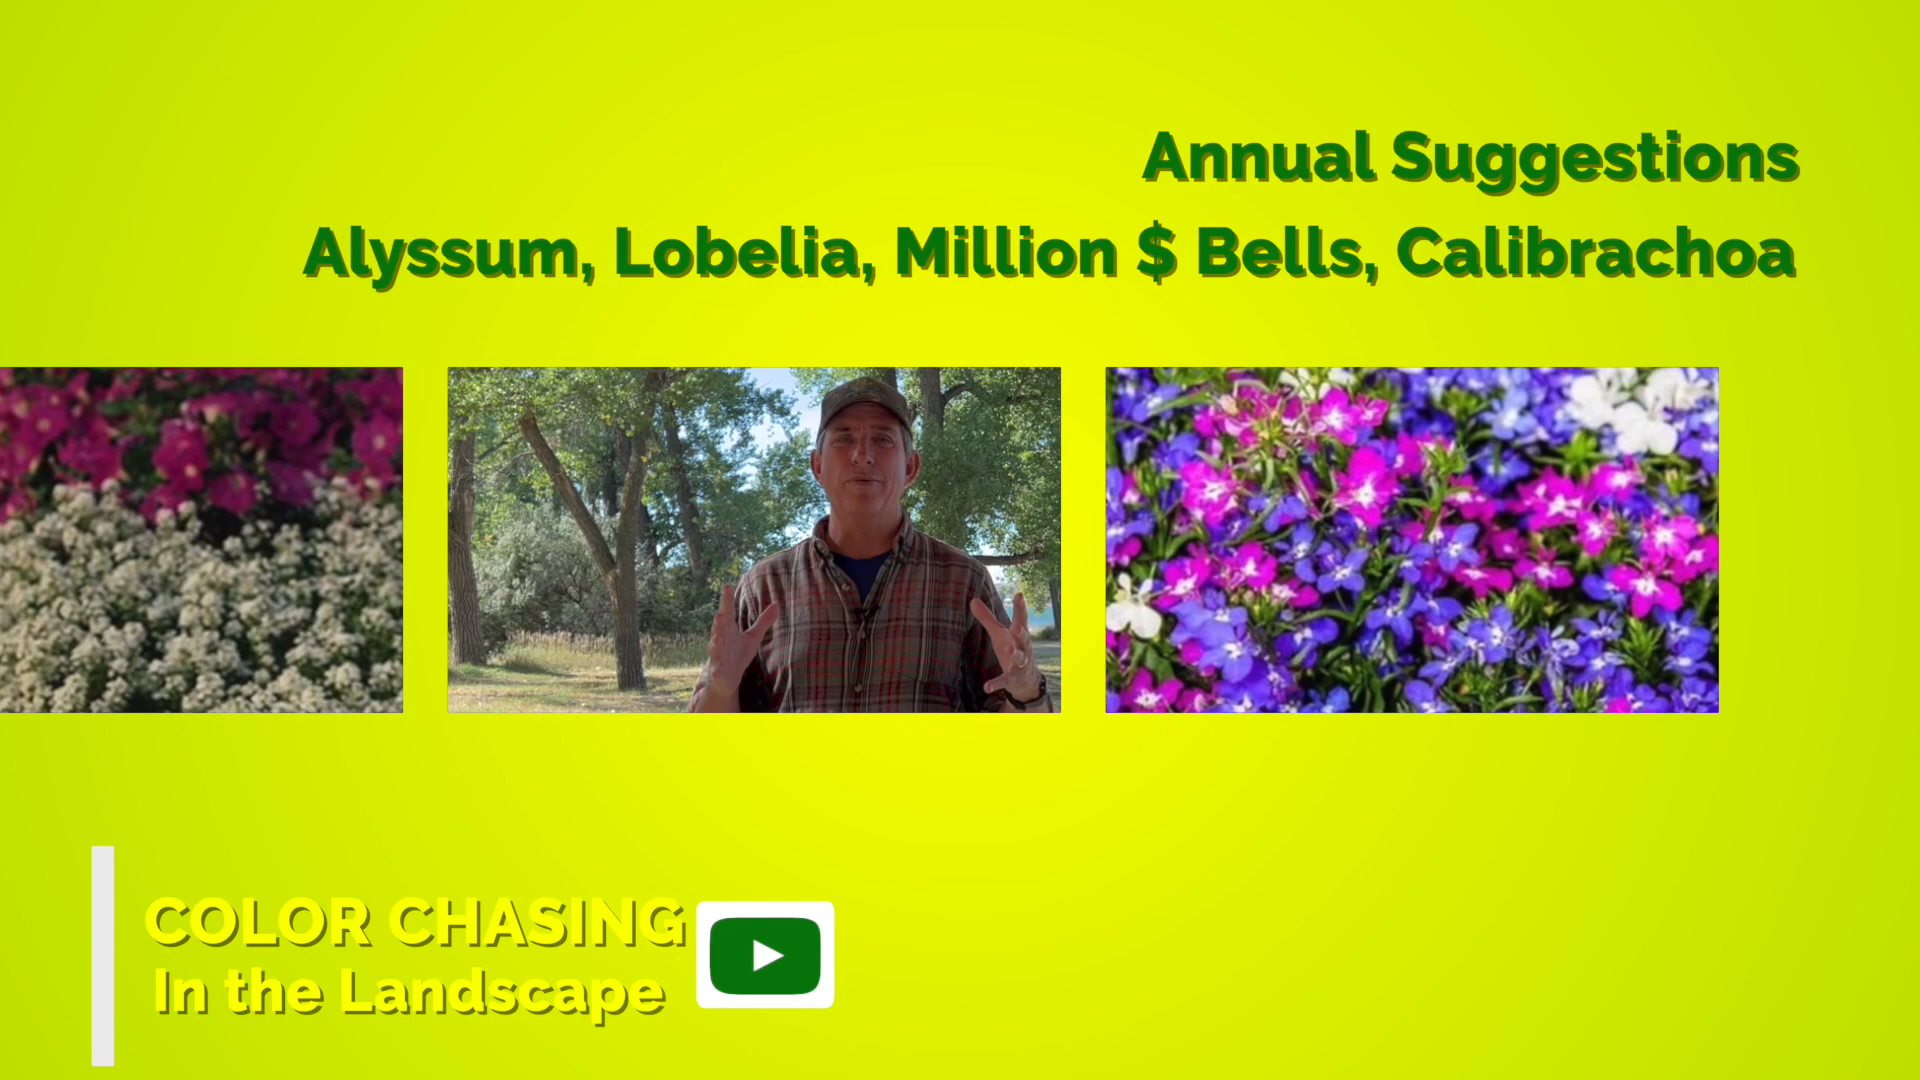 Annual Suggestions
Alyssum, Lobelia, Million $ Bells, Calibrachoa
COLOR CHASING
In the Landscape